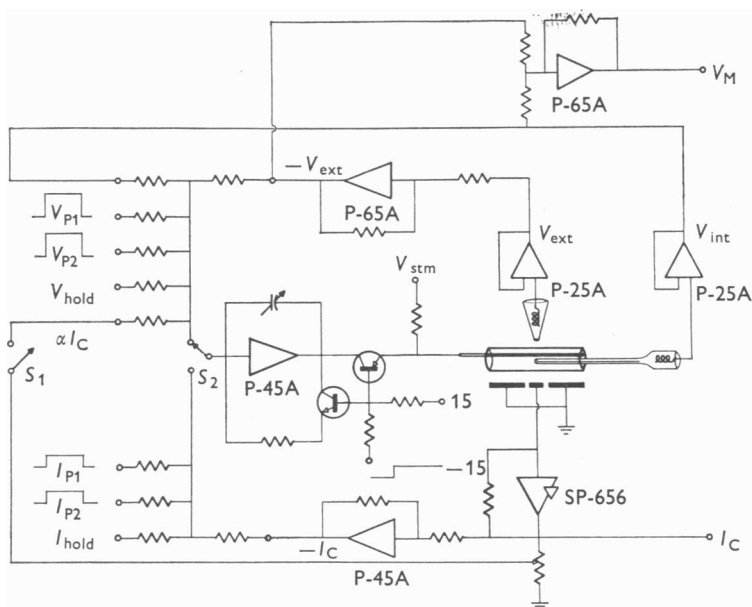 V_M
P-65A
−V_ext
P-65A
V_P1
V_ext
V_int
V_P2
V_stm
P-25A
P-25A
V_hold
αI_C
S_1
S_2
P-45A
15
−15
I_P1
SP-656
I_P2
I_hold
−I_C
I_C
P-45A